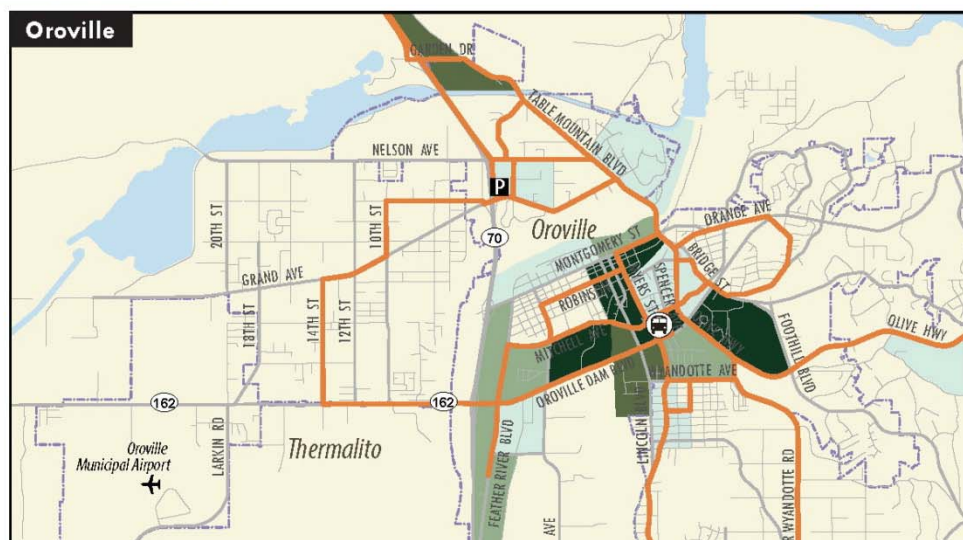 Oroville
GARDEN DR
TABLE MOUNTAIN BLVD
NELSON AVE
P
20TH ST
10TH ST
70
Oroville
ORANGE AVE
MONTGOMERY ST
BRIDGE ST
GRAND AVE
SPENCER
MYERS ST
18TH ST
14TH ST
12TH ST
MITCHELL AVE
FOOTHILL BLVD
OLIVE HWY
OROVILLE DAM BLVD
WYANDOTTE AVE
162
162
LARKIN RD
Thermalito
LINCOLN BLVD
Oroville
Municipal Airport
FEATHER RIVER BLVD
AVE
WYANDOTTE RD